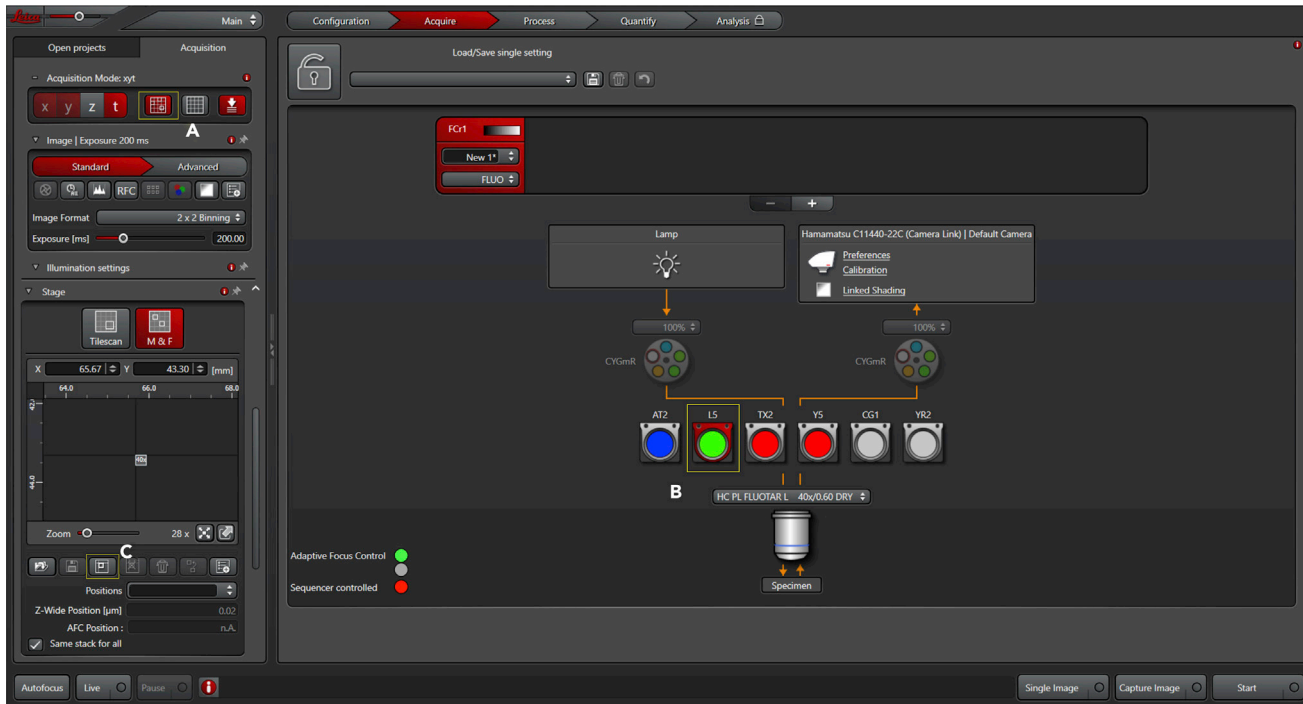 Leica
Main
Configuration
Acquire
Process
Quantify
Analysis
Open projects
Acquisition
Acquisition Mode: xyt
x y z t
A
Image | Exposure 200 ms
Standard
Advanced
RFC
Image Format
2 x 2 Binning
Exposure [ms]
200.00
Illumination settings
Stage
Tilescan
M & F
X 65.67 Y 43.30 [mm]
64.0 66.0 68.0
42.0
40x
44.0
Zoom 28 x
C
Positions
Z-Wide Position [µm] 0.02
AFC Position : n.A.
Same stack for all
Load/Save single setting
FCr1
New 1*
FLUO
− +
Lamp
Hamamatsu C11440-22C (Camera Link) | Default Camera
Preferences
Calibration
Linked Shading
100%
100%
CYGmR
CYGmR
AT2 L5 TX2 Y5 CG1 YR2
B
HC PL FLUOTAR L 40x/0.60 DRY
Adaptive Focus Control
Sequencer controlled
Specimen
Autofocus
Live
Pause
Single Image
Capture Image
Start